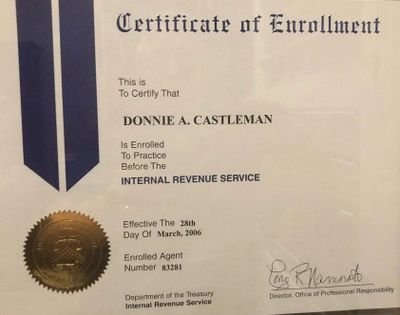 Certificate of Enrollment
This is
To Certify That
DONNIE A. CASTLEMAN
Is Enrolled
To Practice
Before The
INTERNAL REVENUE SERVICE
Effective The 28th
Day Of March, 2006
Enrolled Agent
Number 83281
Director, Office of Professional Responsibility
Department of the Treasury
Internal Revenue Service